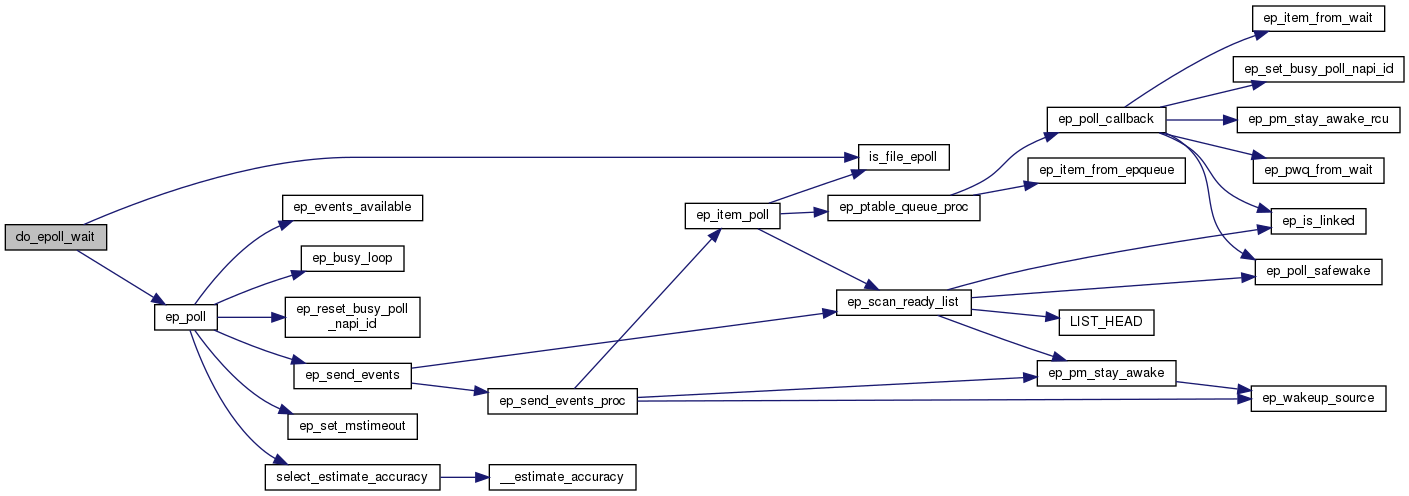 do_epoll_wait
ep_poll
ep_events_available
ep_busy_loop
ep_reset_busy_poll
_napi_id
ep_send_events
ep_set_mstimeout
select_estimate_accuracy
__estimate_accuracy
ep_send_events_proc
ep_item_poll
is_file_epoll
ep_ptable_queue_proc
ep_scan_ready_list
ep_poll_callback
ep_item_from_epqueue
LIST_HEAD
ep_pm_stay_awake
ep_item_from_wait
ep_set_busy_poll_napi_id
ep_pm_stay_awake_rcu
ep_pwq_from_wait
ep_is_linked
ep_poll_safewake
ep_wakeup_source